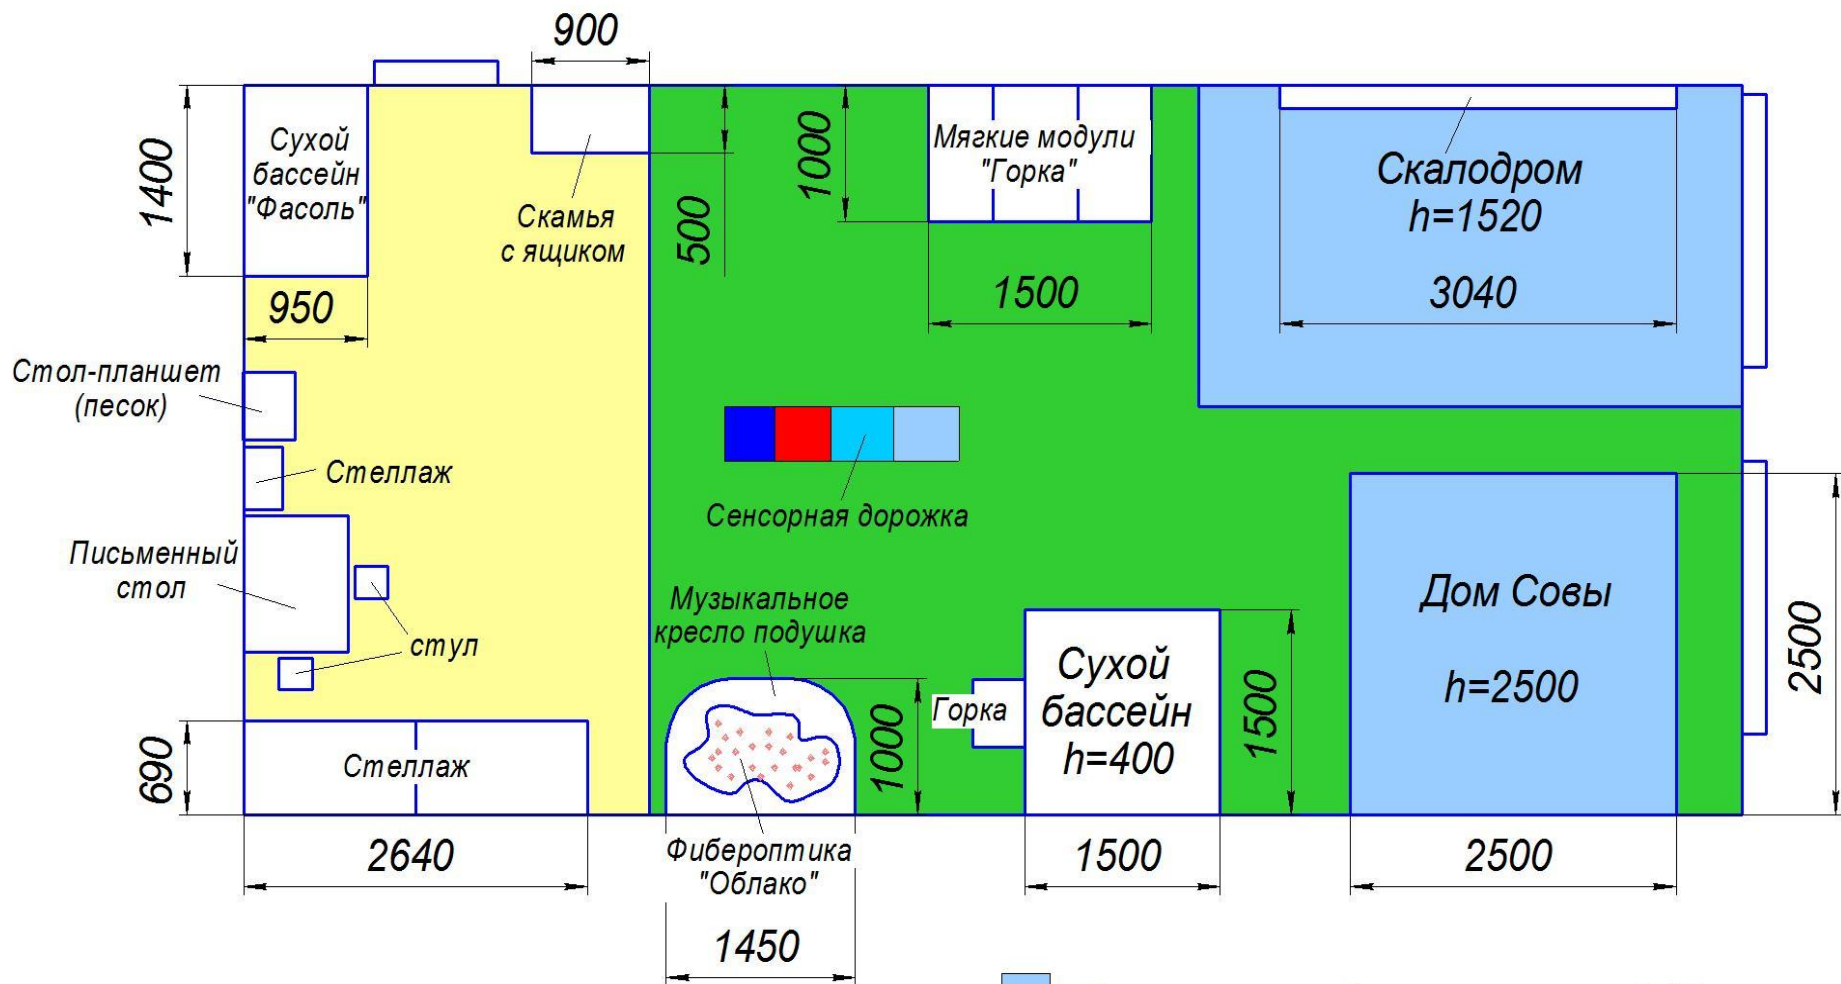 900
1400
Сухой
бассейн
"Фасоль"
950
Скамья
с ящиком
500
1000
Мягкие модули
"Горка"
1500
Скалодром
h=1520
3040
Стол-планшет
(песок)
Стеллаж
Письменный
стол
стул
Сенсорная дорожка
Музыкальное
кресло подушка
1000
Горка
Сухой
бассейн
h=400
1500
Дом Совы
h=2500
2500
690
Стеллаж
2640
Фибероптика
"Облако"
1450
1500
2500